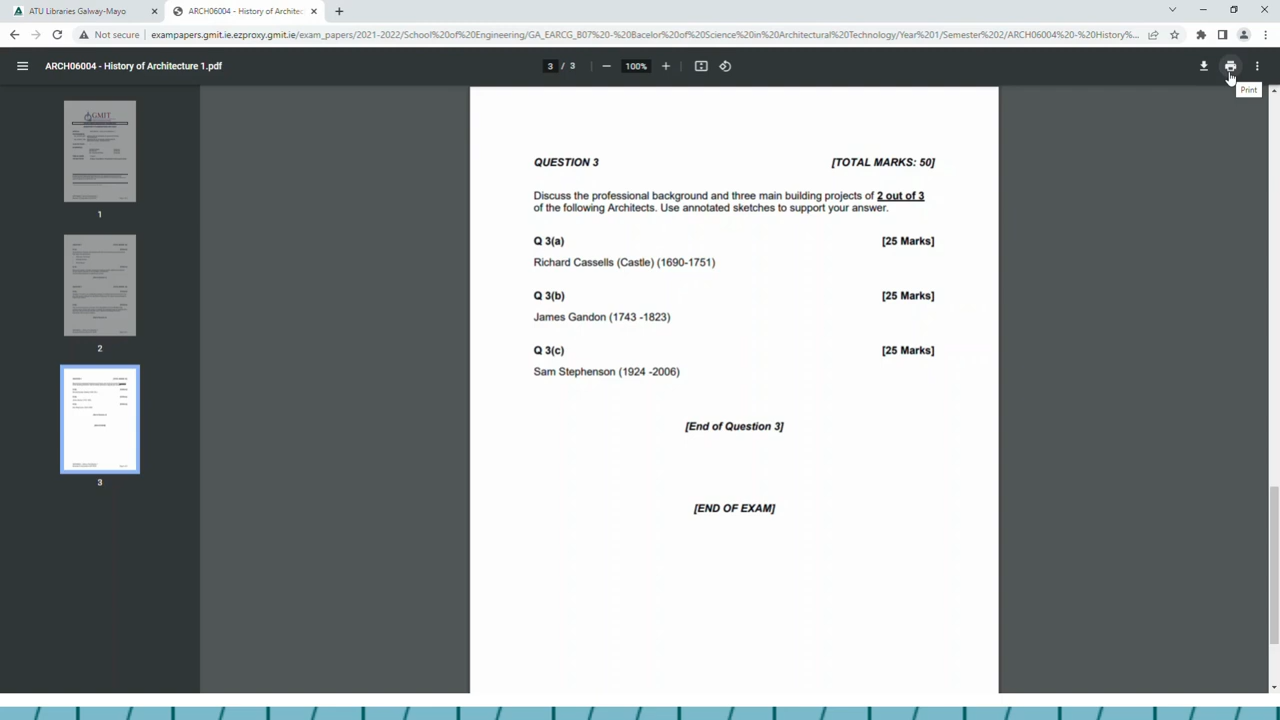 ATU Libraries Galway-Mayo
ARCH06004 - History of Architec
Not secure
exampapers.gmit.ie.ezproxy.gmit.ie/exam_papers/2021-2022/School%20of%20Engineering/GA_EARCG_B07%20-%20Bacelor%20of%20Science%20in%20Architectural%20Technology/Year%201/Semester%202/ARCH06004%20-%20History%...
ARCH06004 - History of Architecture 1.pdf
3 / 3
100%
Print
GMIT
1
2
3
QUESTION 3 [TOTAL MARKS: 50]
Discuss the professional background and three main building projects of 2 out of 3
of the following Architects. Use annotated sketches to support your answer.
Q 3(a) [25 Marks]
Richard Cassells (Castle) (1690-1751)
Q 3(b) [25 Marks]
James Gandon (1743 -1823)
Q 3(c) [25 Marks]
Sam Stephenson (1924 -2006)
[End of Question 3]
[END OF EXAM]